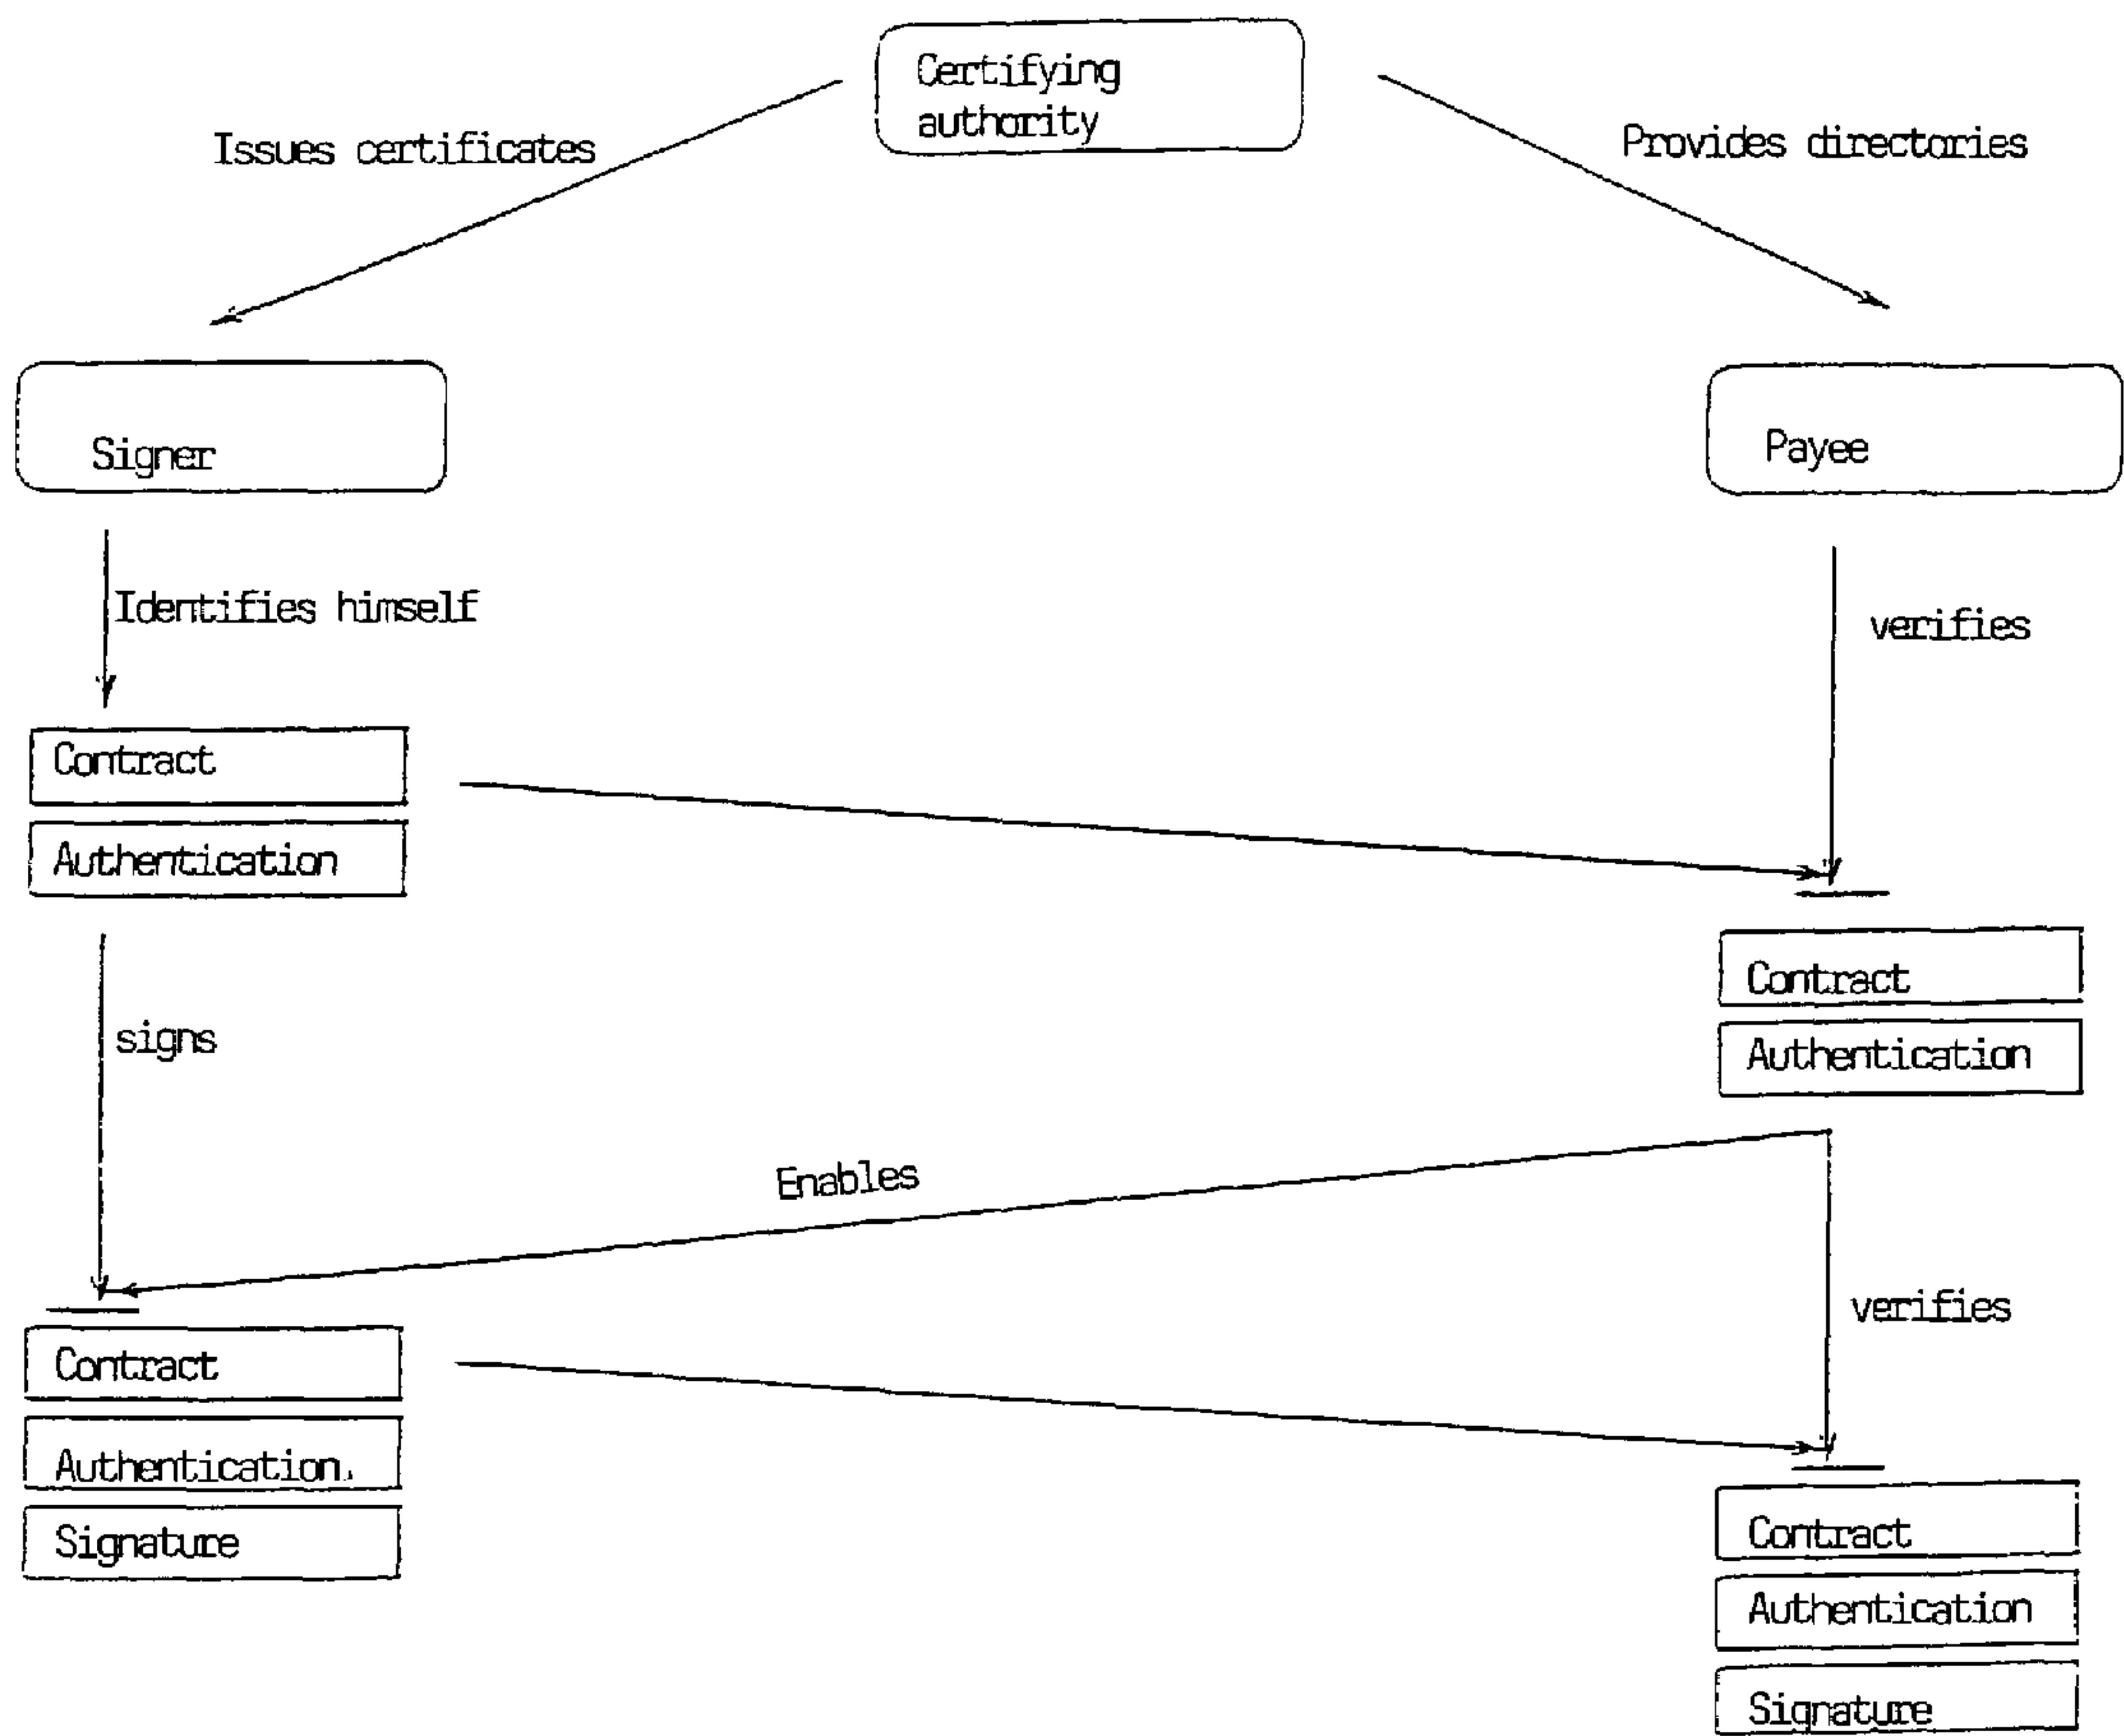 Certifying
authority
Issues certificates
Provides directories
Signer
Payee
Identifies himself
verifies
Contract
Authentication
Contract
Authentication
signs
Enables
verifies
Contract
Authentication
Signature
Contract
Authentication
Signature